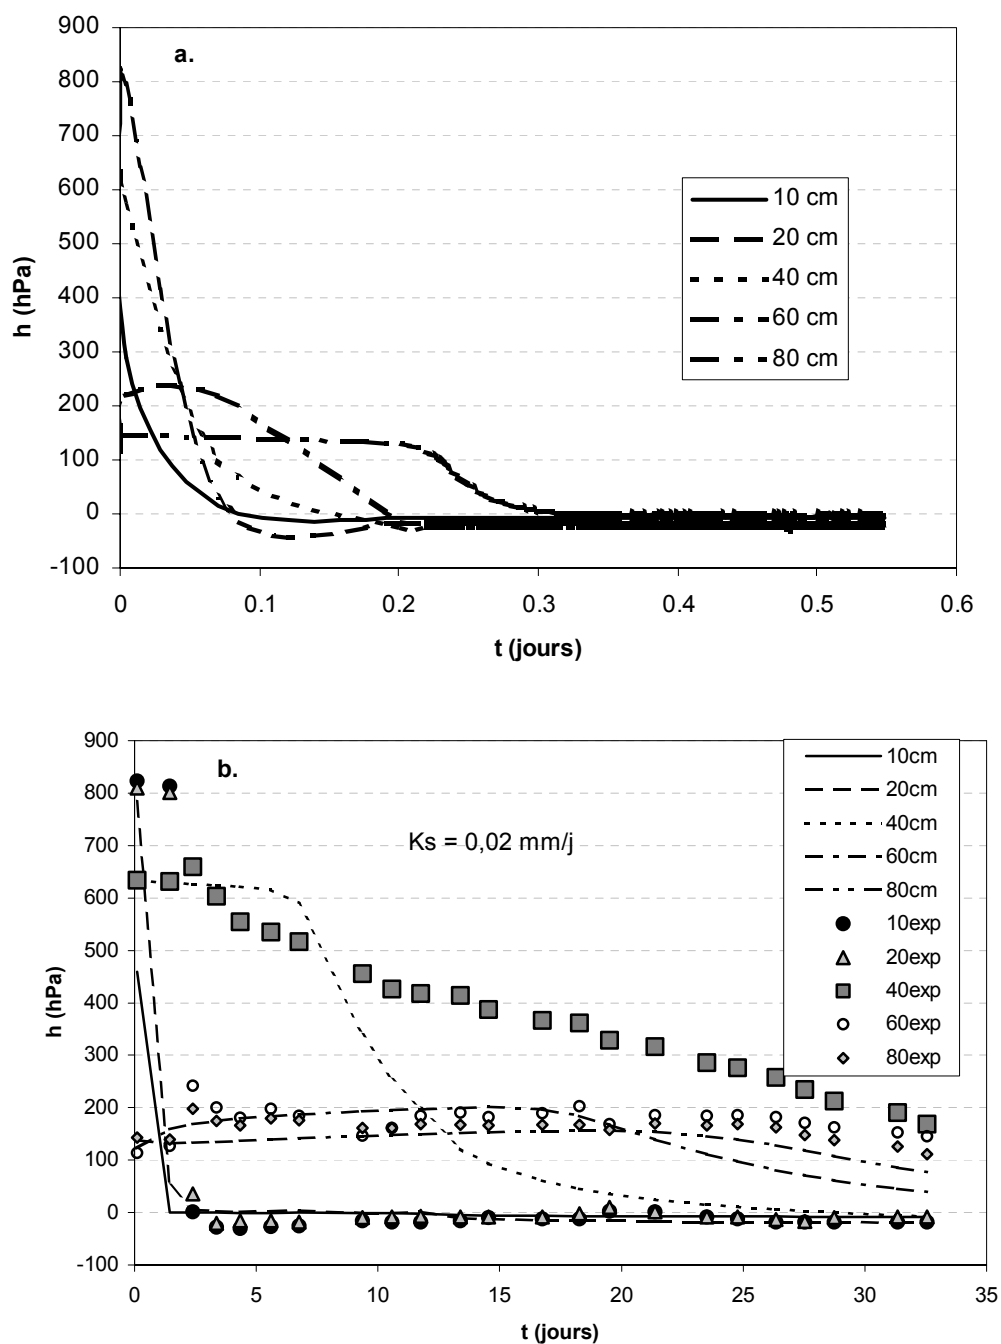 900
a.
800
700
600
500
400
300
200
100
0
-100
h (hPa)
10 cm
20 cm
40 cm
60 cm
80 cm
0 0.1 0.2 0.3 0.4 0.5 0.6
t (jours)
900
b.
800
700
600
500
400
300
200
100
0
-100
h (hPa)
Ks = 0,02 mm/j
10cm
20cm
40cm
60cm
80cm
10exp
20exp
40exp
60exp
80exp
0 5 10 15 20 25 30 35
t (jours)